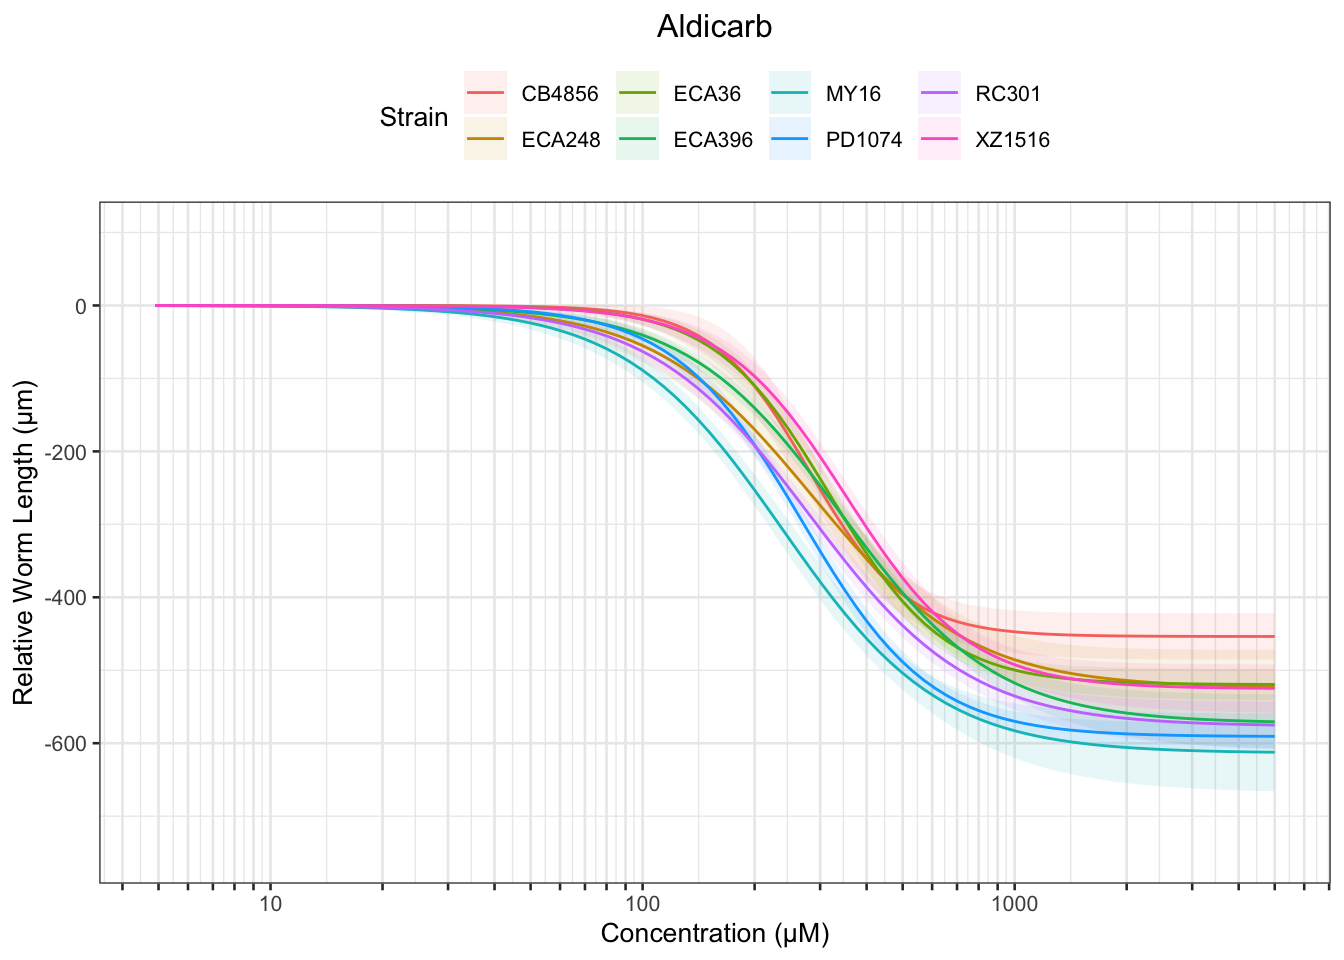 Aldicarb
Strain
CB4856 ECA36 MY16 RC301
ECA248 ECA396 PD1074 XZ1516
Relative Worm Length (µm)
0
-200
-400
-600
10 100 1000
Concentration (µM)